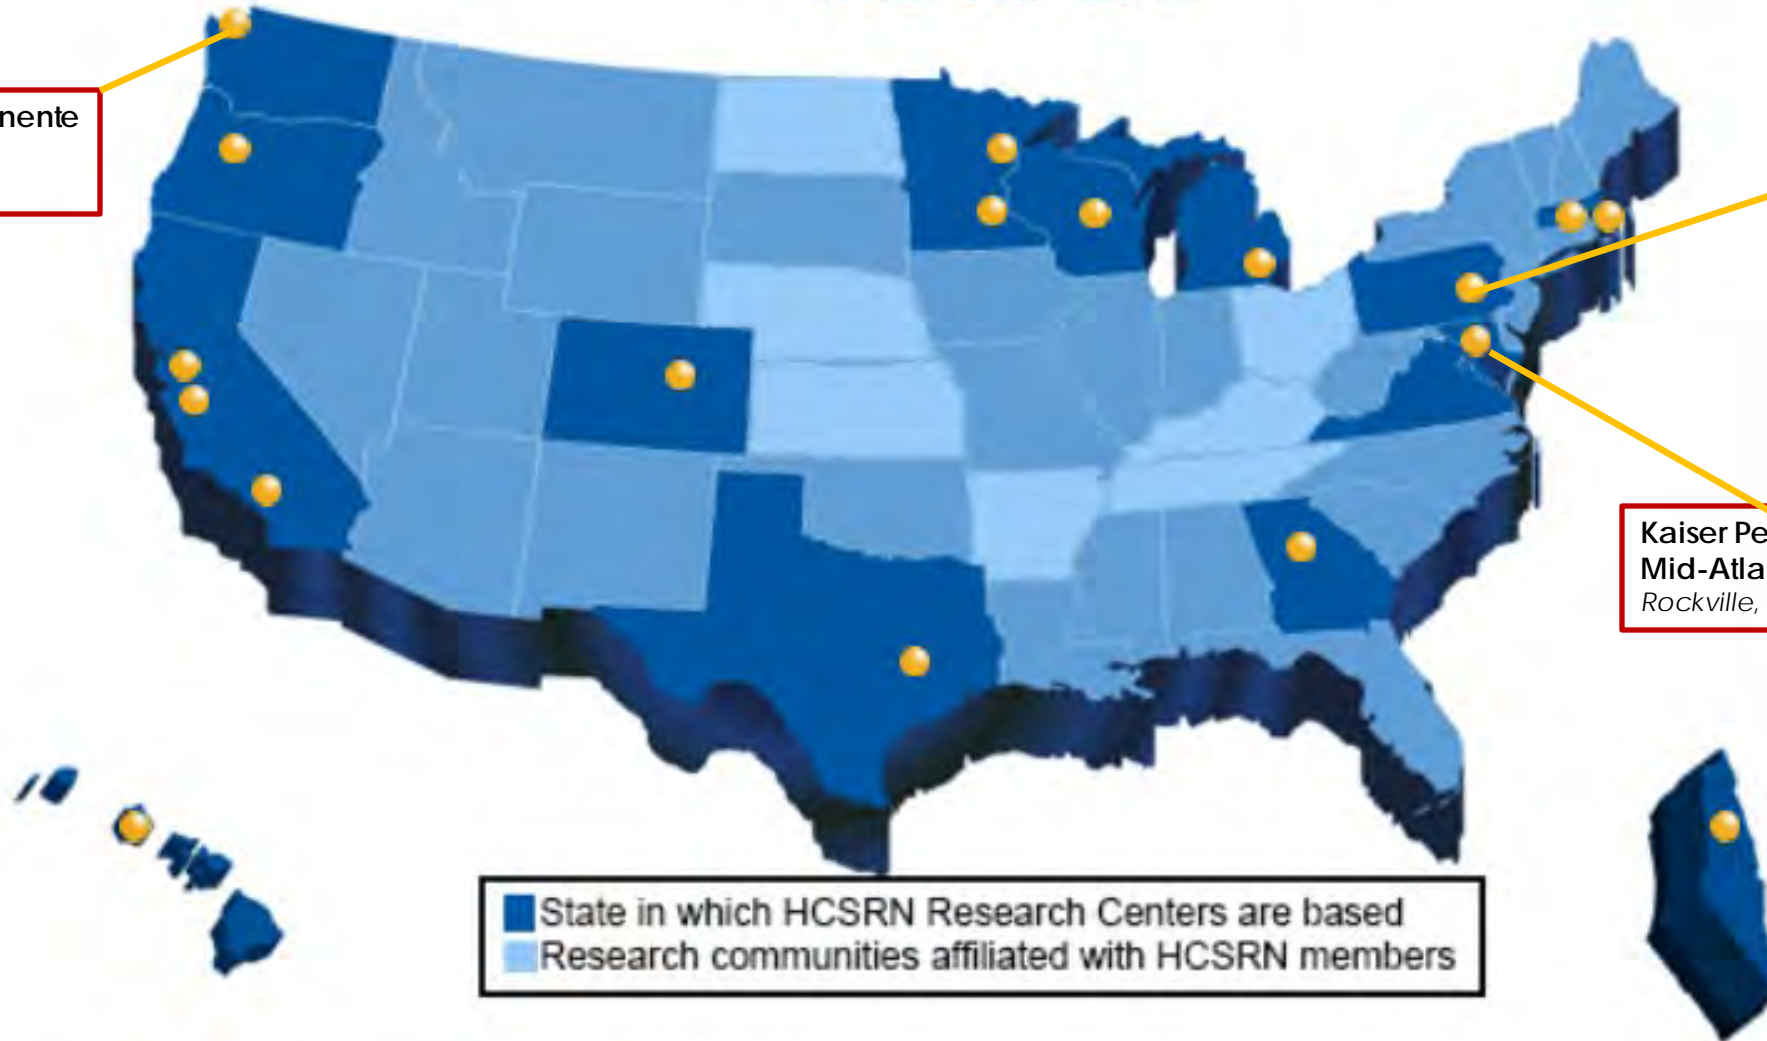 Kaiser Pe
Mid-Atla
Rockville,
State in which HCSRN Research Centers are based
Research communities affiliated with HCSRN members